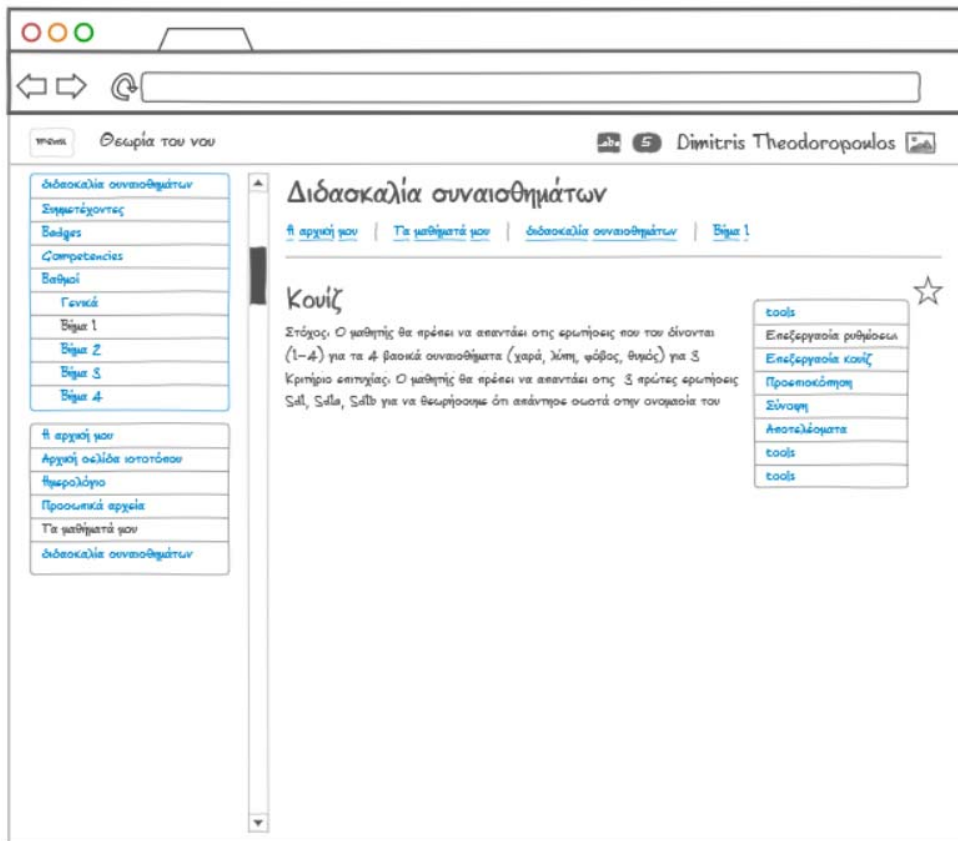 menu Θεωρία του νου abc 5 Dimitris Theodoropoulos
διδασκαλία συναισθημάτων
Συμμετέχοντες
Badges
Competencies
Βαθμοί
Γενικά
Βήμα 1
Βήμα 2
Βήμα 3
Βήμα 4
Η αρχική μου
Αρχική σελίδα ιστοτόπου
Ημερολόγιο
Προσωπικά αρχεία
Τα μαθήματά μου
διδασκαλία συναισθημάτων
Διδασκαλία συναισθημάτων
Η αρχική μου | Τα μαθήματά μου | διδασκαλία συναισθημάτων | Βήμα 1
Κουίζ
Στόχος: Ο μαθητής θα πρέπει να απαντάει στις ερωτήσεις που του δίνονται
(1-4) για τα 4 βασικά συναισθήματα (χαρά, λύπη, φόβος, θυμός) για 3
Κριτήριο επιτυχίας: Ο μαθητής θα πρέπει να απαντάει στις 3 πρώτες ερωτήσεις
Sd1, Sd1a, Sd1b για να θεωρήσουμε ότι απάντησε σωστά στην ονομασία του
tools
Επεξεργασία ρυθμίσεων
Επεξεργασία κουίζ
Προεπισκόπηση
Σύνοψη
Αποτελέσματα
tools
tools